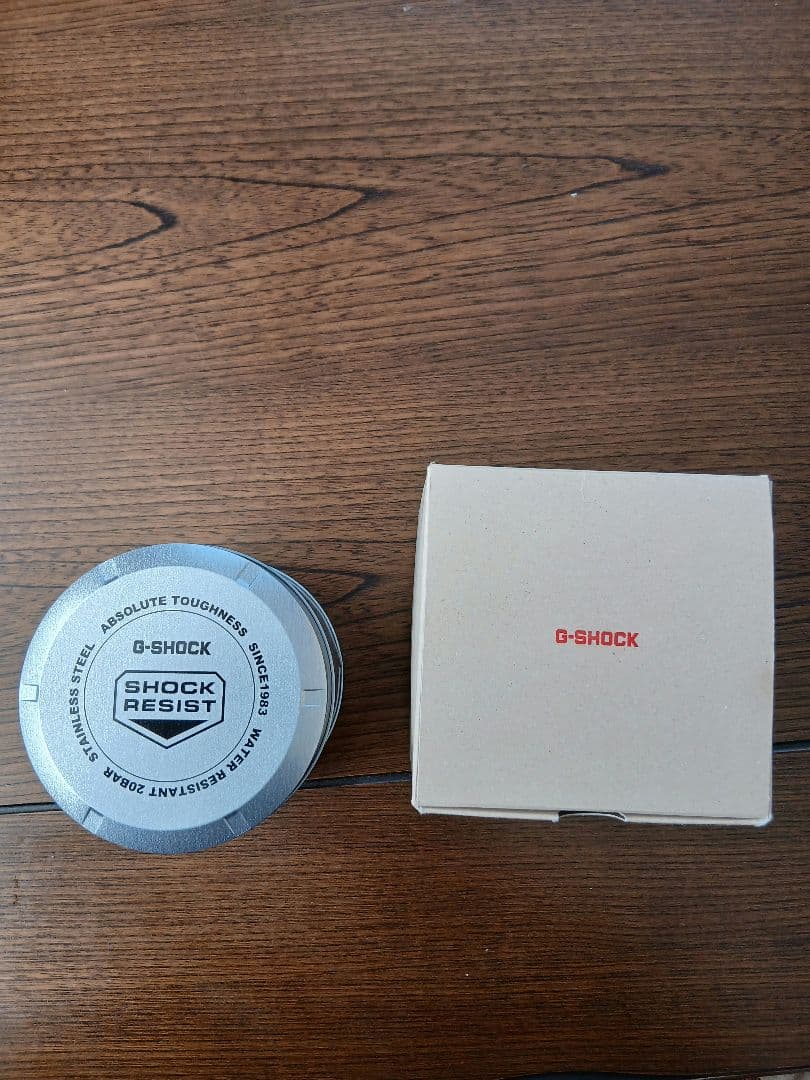 STAINLESS STEEL ABSOLUTE TOUGHNESS SINCE1983 WATER RESISTANT 20BAR
G-SHOCK
SHOCK
RESIST
G-SHOCK